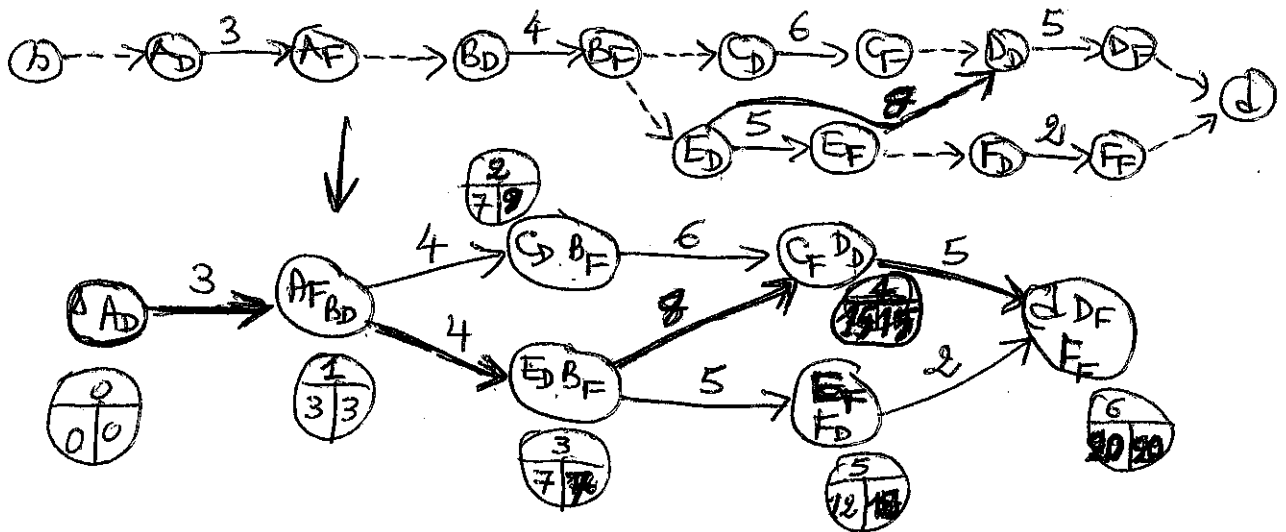 3 4 6 5
s A_D A_F B_D B_F C_D C_F D_D D_F
8
d
5 2
E_D E_F F_D F_F
2
7 9
4 6 5
C_D B_F C_F D_D
3
s A_D A_F B_D
8
4
d D_F F_F
4
E_D B_F 5 2
E_F F_D
0
0 0
1
3 3
3
7
5
12
6
20 20